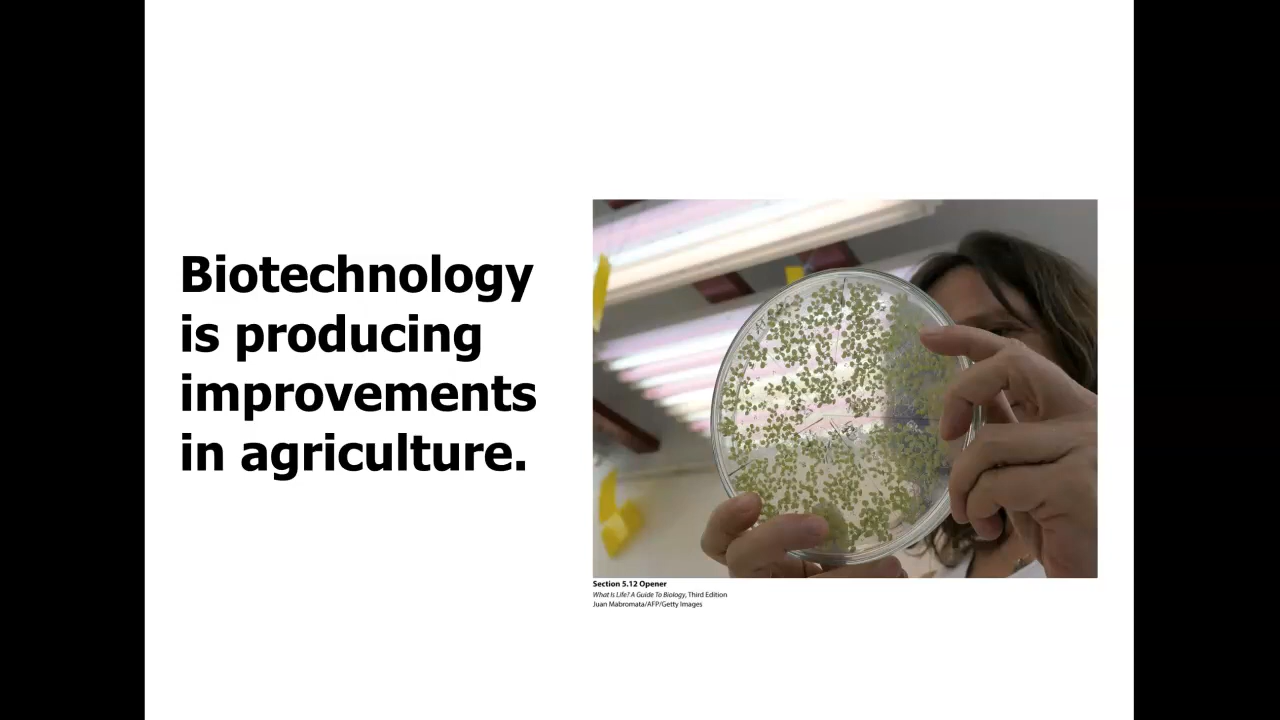 Biotechnology
is producing
improvements
in agriculture.
Section 5.12 Opener
What Is Life? A Guide To Biology, Third Edition
Juan Mabromata/AFP/Getty Images